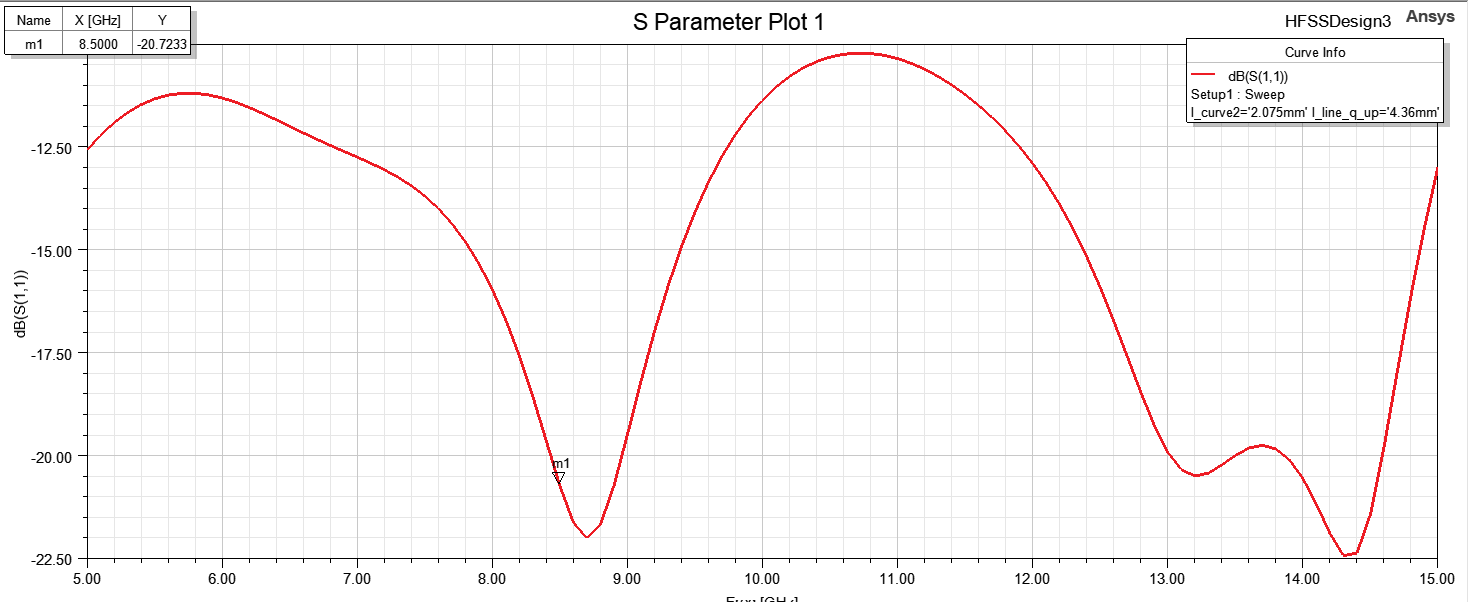 Name X [GHz] Y
m1 8.5000 -20.7233
S Parameter Plot 1
HFSSDesign3
Ansys
Curve Info
dB(S(1,1))
Setup1 : Sweep
l_curve2='2.075mm' l_line_q_up='4.36mm'
-12.50
-15.00
-17.50
-20.00
-22.50
dB(S(1,1))
m1
5.00 6.00 7.00 8.00 9.00 10.00 11.00 12.00 13.00 14.00 15.00
[GHz]